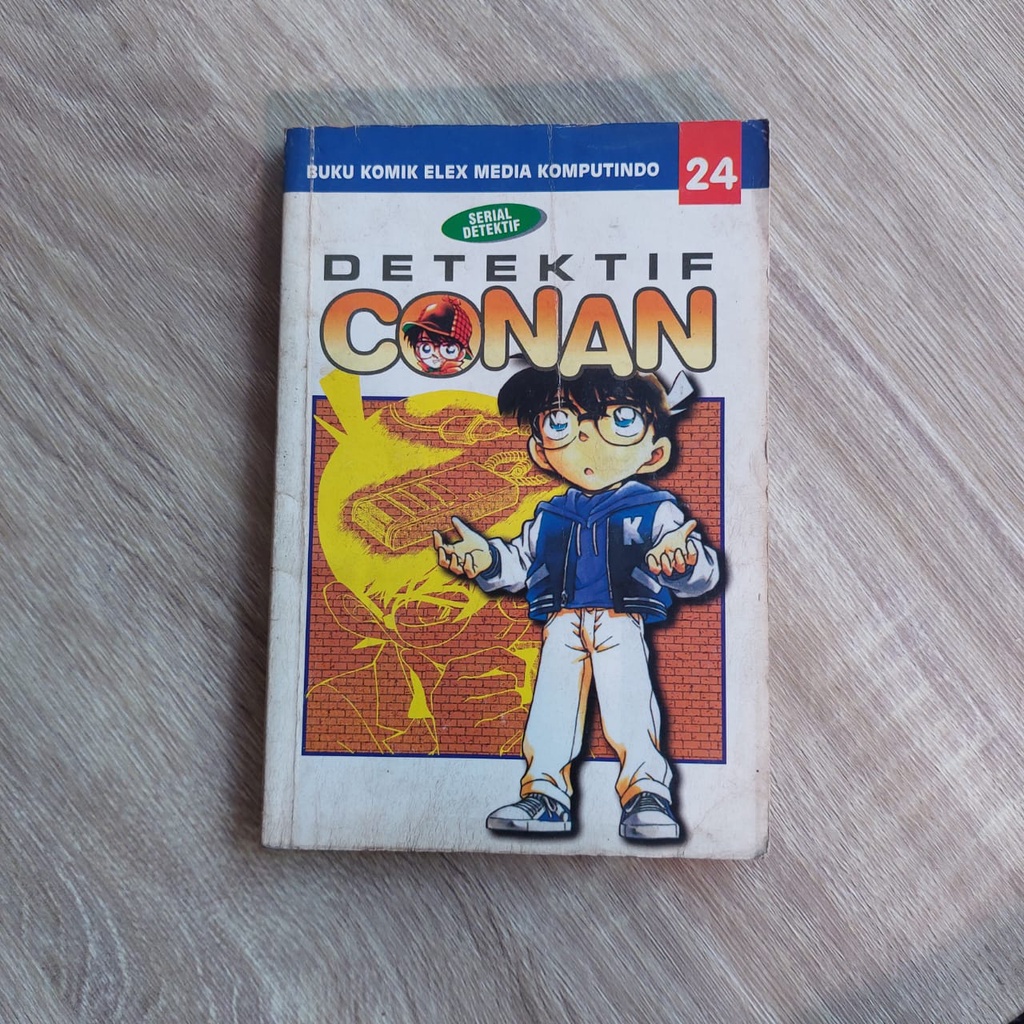 BUKU KOMIK ELEX MEDIA KOMPUTINDO 24
SERIAL
DETEKTIF
DETEKTIF
CONAN
K